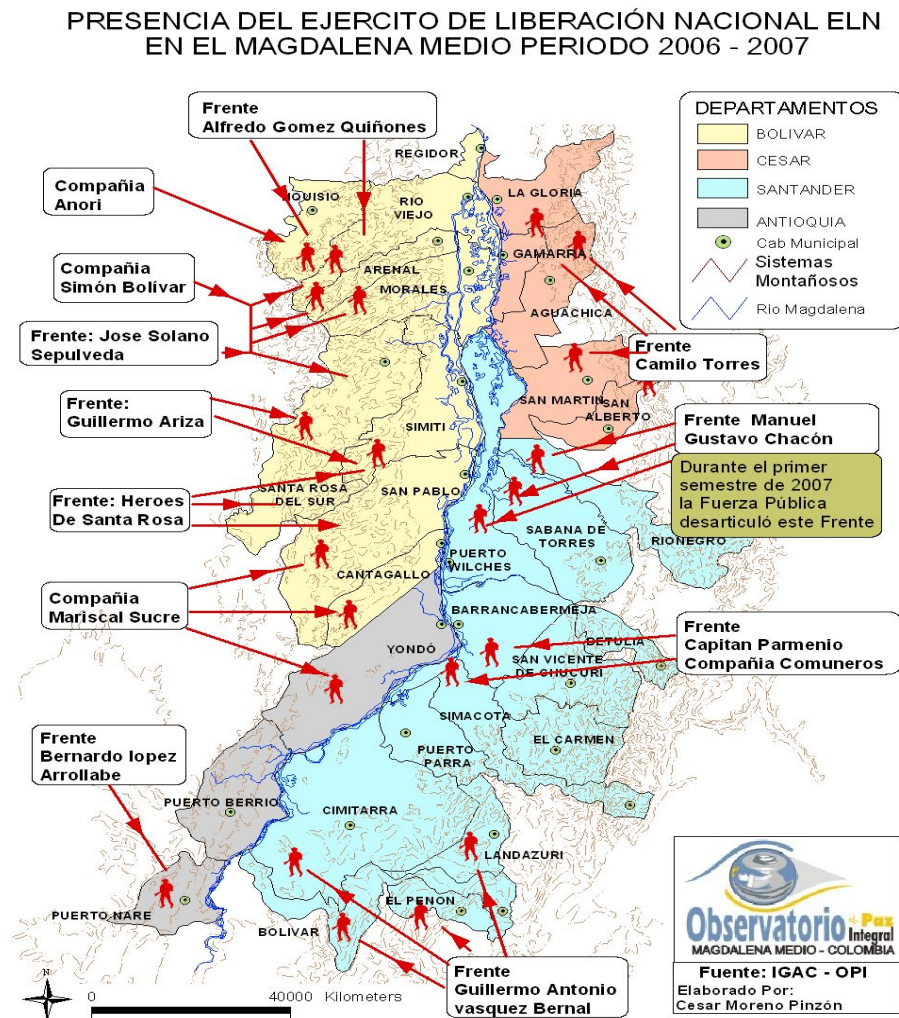 PRESENCIA DEL EJERCITO DE LIBERACIÓN NACIONAL ELN
EN EL MAGDALENA MEDIO PERIODO 2006 - 2007
Frente
Alfredo Gomez Quiñones
Compañia
Anori
Compañia
Simón Bolívar
Frente: Jose Solano
Sepulveda
Frente:
Guillermo Ariza
Frente: Heroes
De Santa Rosa
Compañia
Mariscal Sucre
Frente
Bernardo lopez
Arrollabe
DEPARTAMENTOS
BOLIVAR
CESAR
SANTANDER
ANTIOQUIA
Cab Municipal
Sistemas
Montañosos
Rio Magdalena
Frente
Camilo Torres
Frente Manuel
Gustavo Chacón
Durante el primer
semestre de 2007
la Fuerza Pública
desarticuló este Frente
Frente
Capitan Parmenio
Compañia Comuneros
Frente
Guillermo Antonio
vasquez Bernal
REGIDOR
RIO
VIEJO
ARENAL
MORALES
LA GLORIA
GAMARRA
AGUACHICA
SAN MARTIN
SAN
ALBERTO
SIMITI
SANTA ROSA
DEL SUR
SAN PABLO
CANTAGALLO
PUERTO
WILCHES
SABANA DE
TORRES
RIONEGRO
BARRANCABERMEJA
YONDÓ
BETULIA
SAN VICENTE
DE CHUCURI
SIMACOTA
EL CARMEN
PUERTO
PARRA
PUERTO BERRIO
CIMITARRA
LANDAZURI
PUERTO NARE
BOLIVAR
EL PEÑON
N
0
40000 Kilometers
Observatorio de Paz
Integral
MAGDALENA MEDIO - COLOMBIA
Fuente: IGAC - OPI
Elaborado Por:
Cesar Moreno Pinzón